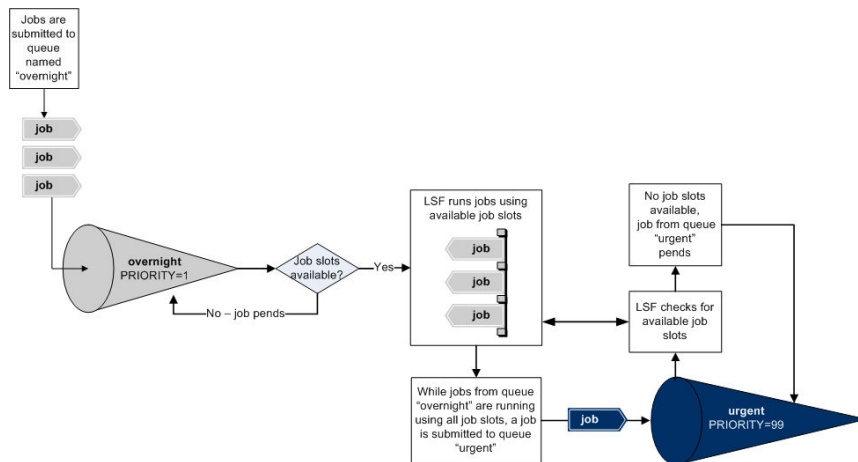 Jobs are
submitted to
queue
named
“overnight”
job
job
job
overnight
PRIORITY=1
Job slots
available?
Yes
No – job pends
LSF runs jobs using
available job slots
job
job
job
No job slots
available,
job from queue
“urgent”
pends
LSF checks for
available job
slots
While jobs from queue
“overnight” are running
using all job slots, a job
is submitted to queue
“urgent”
job
urgent
PRIORITY=99